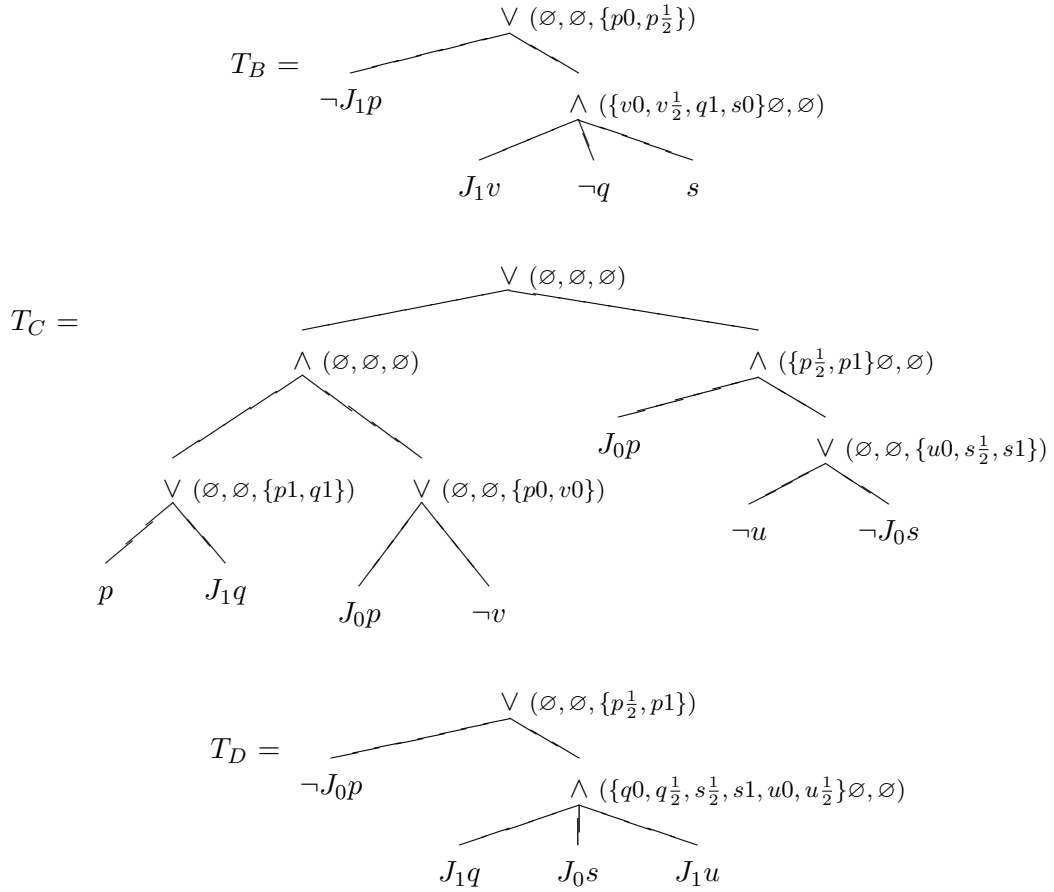 ∨ (∅, ∅, {p0, p½})
T_B =
¬J₁p
∧ ({v0, v½, q1, s0}∅, ∅)
J₁v ¬q s
∨ (∅, ∅, ∅)
T_C =
∧ (∅, ∅, ∅) ∧ ({p½, p1}∅, ∅)
J₀p
∨ (∅, ∅, {u0, s½, s1})
∨ (∅, ∅, {p1, q1}) ∨ (∅, ∅, {p0, v0})
¬u ¬J₀s
p J₁q J₀p ¬v
∨ (∅, ∅, {p½, p1})
T_D =
¬J₀p
∧ ({q0, q½, s½, s1, u0, u½}∅, ∅)
J₁q J₀s J₁u